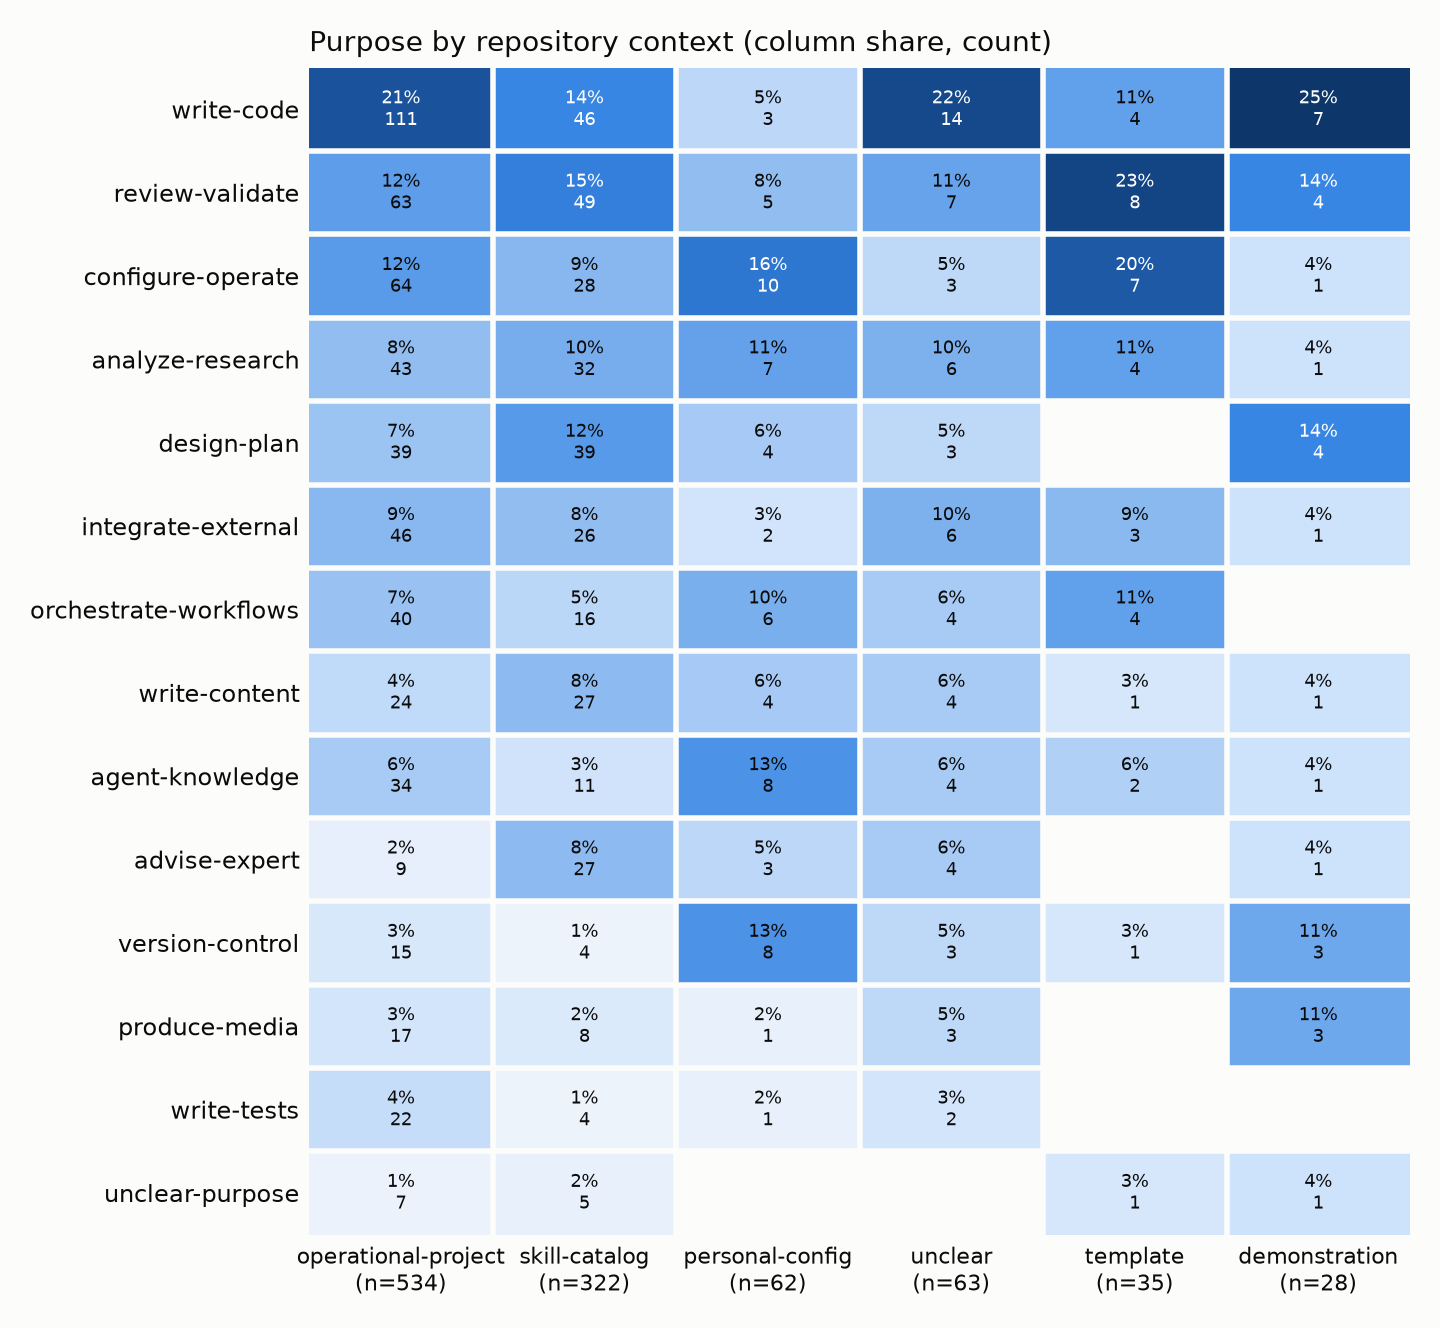 Purpose by repository context (column share, count)
write-code
21% 14% 5% 22% 11% 25%
111 46 3 14 4 7
review-validate
12% 15% 8% 11% 23% 14%
63 49 5 7 8 4
configure-operate
12% 9% 16% 5% 20% 4%
64 28 10 3 7 1
analyze-research
8% 10% 11% 10% 11% 4%
43 32 7 6 4 1
design-plan
7% 12% 6% 5% 14%
39 39 4 3 4
integrate-external
9% 8% 3% 10% 9% 4%
46 26 2 6 3 1
orchestrate-workflows
7% 5% 10% 6% 11%
40 16 6 4 4
write-content
4% 8% 6% 6% 3% 4%
24 27 4 4 1 1
agent-knowledge
6% 3% 13% 6% 6% 4%
34 11 8 4 2 1
advise-expert
2% 8% 5% 6% 4%
9 27 3 4 1
version-control
3% 1% 13% 5% 3% 11%
15 4 8 3 1 3
produce-media
3% 2% 2% 5% 11%
17 8 1 3 3
write-tests
4% 1% 2% 3%
22 4 1 2
unclear-purpose
1% 2% 3% 4%
7 5 1 1
operational-project skill-catalog personal-config unclear template demonstration
(n=534) (n=322) (n=62) (n=63) (n=35) (n=28)